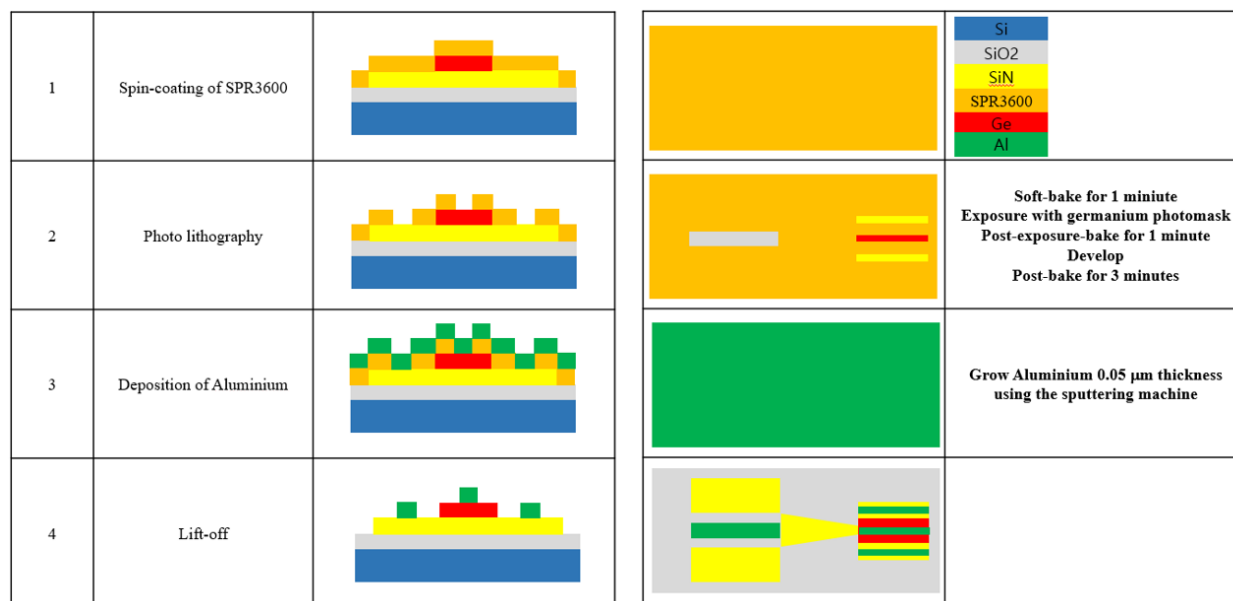 1
Spin-coating of SPR3600
Si
SiO2
SiN
SPR3600
Ge
Al
2
Photo lithography
Soft-bake for 1 miniute
Exposure with germanium photomask
Post-exposure-bake for 1 minute
Develop
Post-bake for 3 minutes
3
Deposition of Aluminium
Grow Aluminium 0.05 μm thickness
using the sputtering machine
4
Lift-off